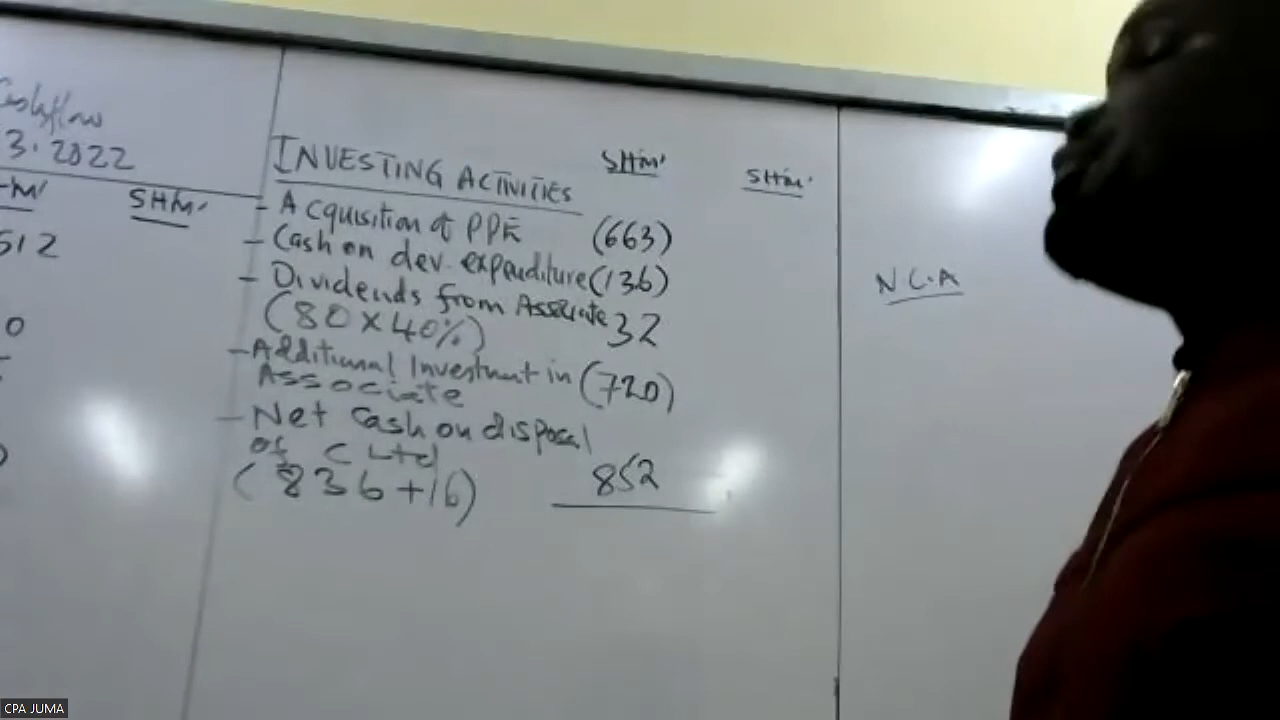 Cashflow
3.2022
M'
SHM'
512
0
INVESTING ACTIVITIES
SHM'
SHM'
- Acquisition of PPE (663)
- Cash on dev. expenditure (136)
- Dividends from Associate 32
(80 X 40%)
- Additional Investment in (720)
Associate
- Net cash on disposal
of C Ltd
(836+16)
852
N.C.A
CPA JUMA